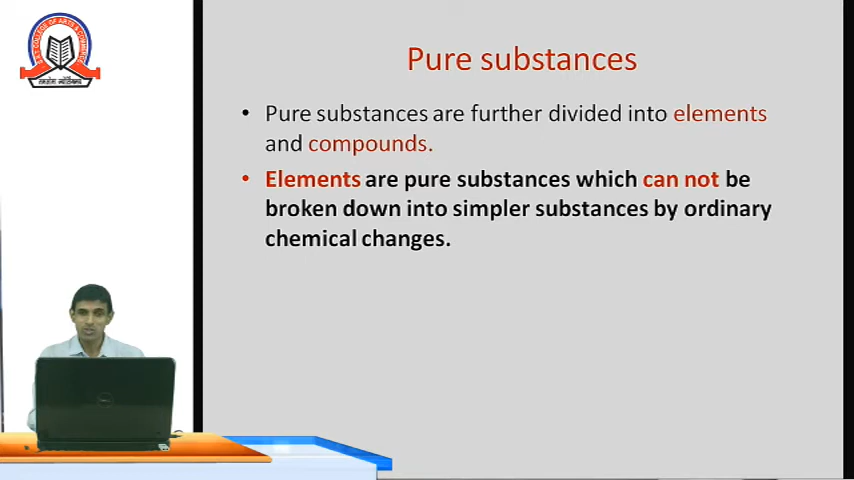 Pure substances
• Pure substances are further divided into elements
and compounds.
• Elements are pure substances which can not be
broken down into simpler substances by ordinary
chemical changes.